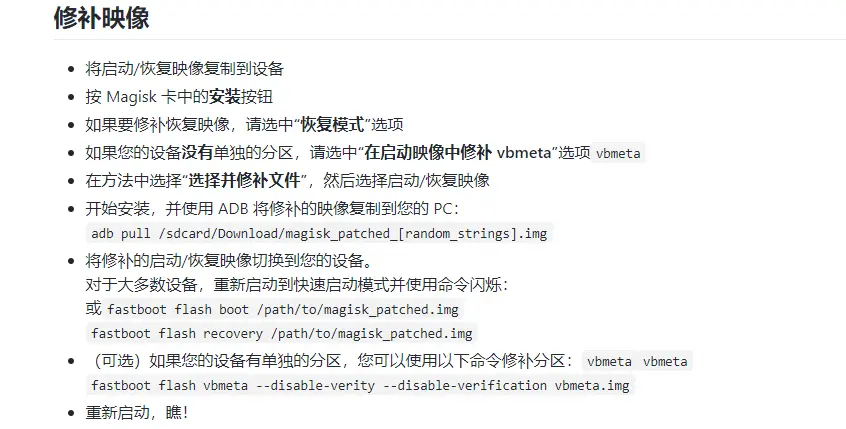 修补映像
将启动/恢复映像复制到设备
按 Magisk 卡中的安装按钮
如果要修补恢复映像，请选中“恢复模式”选项
如果您的设备没有单独的分区，请选中“在启动映像中修补 vbmeta”选项 vbmeta
在方法中选择“选择并修补文件”，然后选择启动/恢复映像
开始安装，并使用 ADB 将修补的映像复制到您的 PC：
adb pull /sdcard/Download/magisk_patched_[random_strings].img
将修补的启动/恢复映像切换到您的设备。
对于大多数设备，重新启动到快速启动模式并使用命令闪烁：
或 fastboot flash boot /path/to/magisk_patched.img
fastboot flash recovery /path/to/magisk_patched.img
（可选）如果您的设备有单独的分区，您可以使用以下命令修补分区： vbmeta vbmeta
fastboot flash vbmeta --disable-verity --disable-verification vbmeta.img
重新启动，瞧！